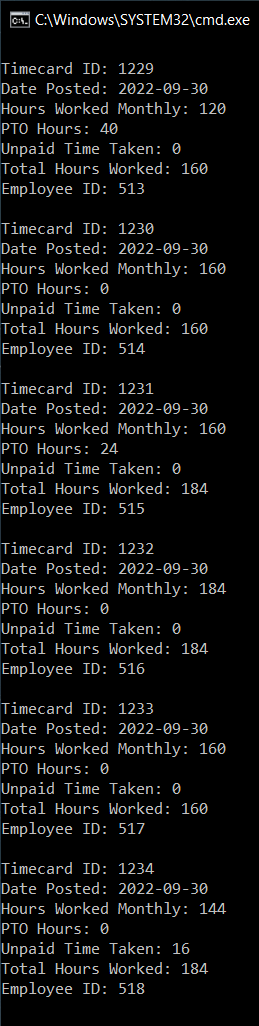 C:\Windows\SYSTEM32\cmd.exe
Timecard ID: 1229
Date Posted: 2022-09-30
Hours Worked Monthly: 120
PTO Hours: 40
Unpaid Time Taken: 0
Total Hours Worked: 160
Employee ID: 513
Timecard ID: 1230
Date Posted: 2022-09-30
Hours Worked Monthly: 160
PTO Hours: 0
Unpaid Time Taken: 0
Total Hours Worked: 160
Employee ID: 514
Timecard ID: 1231
Date Posted: 2022-09-30
Hours Worked Monthly: 160
PTO Hours: 24
Unpaid Time Taken: 0
Total Hours Worked: 184
Employee ID: 515
Timecard ID: 1232
Date Posted: 2022-09-30
Hours Worked Monthly: 184
PTO Hours: 0
Unpaid Time Taken: 0
Total Hours Worked: 184
Employee ID: 516
Timecard ID: 1233
Date Posted: 2022-09-30
Hours Worked Monthly: 160
PTO Hours: 0
Unpaid Time Taken: 0
Total Hours Worked: 160
Employee ID: 517
Timecard ID: 1234
Date Posted: 2022-09-30
Hours Worked Monthly: 144
PTO Hours: 0
Unpaid Time Taken: 16
Total Hours Worked: 184
Employee ID: 518